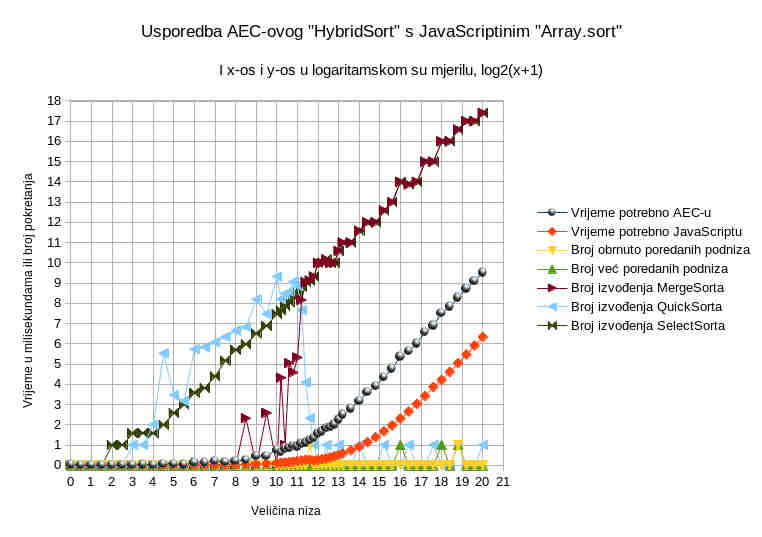 Usporedba AEC-ovog "HybridSort" s JavaScriptinim "Array.sort"
I x-os i y-os u logaritamskom su mjerilu, log2(x+1)
Vrijeme u milisekundama ili broj pokretanja
18
17
16
15
14
13
12
11
10
9
8
7
6
5
4
3
2
1
0
0 1 2 3 4 5 6 7 8 9 10 11 12 13 14 15 16 17 18 19 20 21
Veličina niza
Vrijeme potrebno AEC-u
Vrijeme potrebno JavaScriptu
Broj obrnuto poredanih podniza
Broj već poredanih podniza
Broj izvođenja MergeSorta
Broj izvođenja QuickSorta
Broj izvođenja SelectSorta